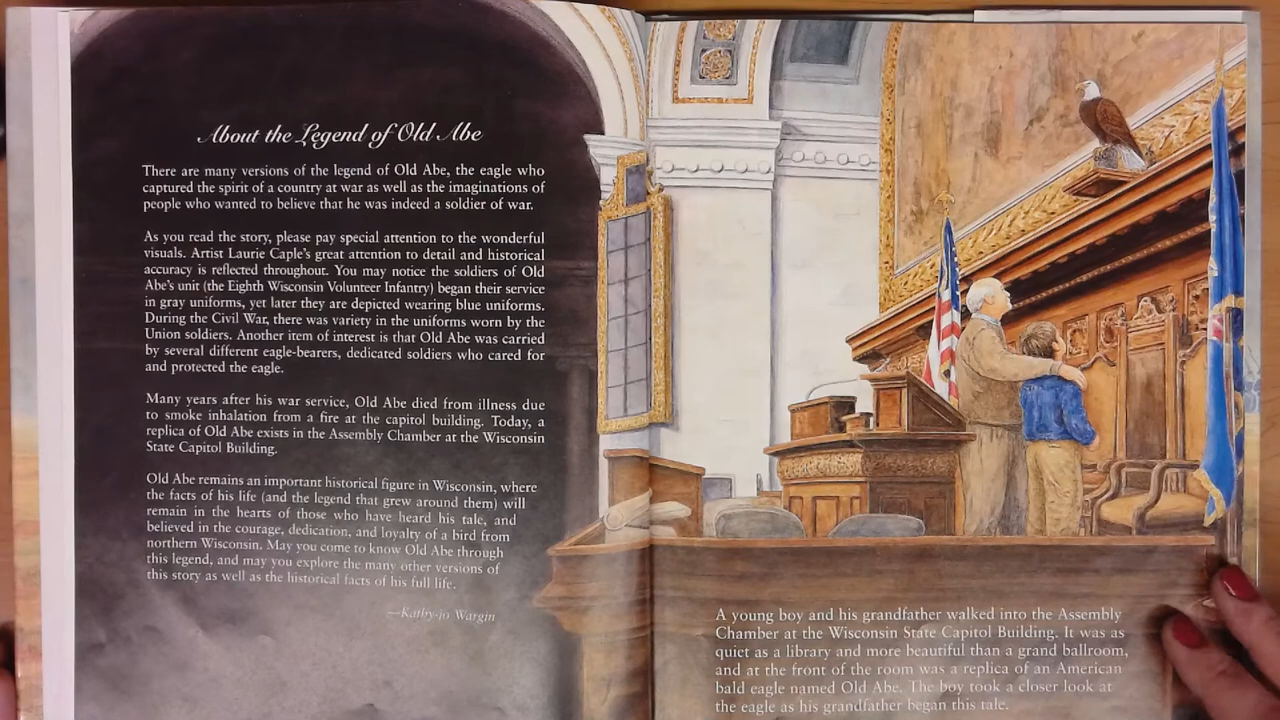 About the Legend of Old Abe
There are many versions of the legend of Old Abe, the eagle who
captured the spirit of a country at war as well as the imaginations of
people who wanted to believe that he was indeed a soldier of war.
As you read the story, please pay special attention to the wonderful
visuals. Artist Laurie Caple's great attention to detail and historical
accuracy is reflected throughout. You may notice the soldiers of Old
Abe's unit (the Eighth Wisconsin Volunteer Infantry) began their service
in gray uniforms, yet later they are depicted wearing blue uniforms.
During the Civil War, there was variety in the uniforms worn by the
Union soldiers. Another item of interest is that Old Abe was carried
by several different eagle-bearers, dedicated soldiers who cared for
and protected the eagle.
Many years after his war service, Old Abe died from illness due
to smoke inhalation from a fire at the capitol building. Today, a
replica of Old Abe exists in the Assembly Chamber at the Wisconsin
State Capitol Building.
Old Abe remains an important historical figure in Wisconsin, where
the facts of his life (and the legend that grew around them) will
remain in the hearts of those who have heard his tale, and
believed in the courage, dedication, and loyalty of a bird from
northern Wisconsin. May you come to know Old Abe through
this legend, and may you explore the many other versions of
this story as well as the historical facts of his full life.
—Kathy-jo Wargin
A young boy and his grandfather walked into the Assembly
Chamber at the Wisconsin State Capitol Building. It was as
quiet as a library and more beautiful than a grand ballroom,
and at the front of the room was a replica of an American
bald eagle named Old Abe. The boy took a closer look at
the eagle as his grandfather began this tale.